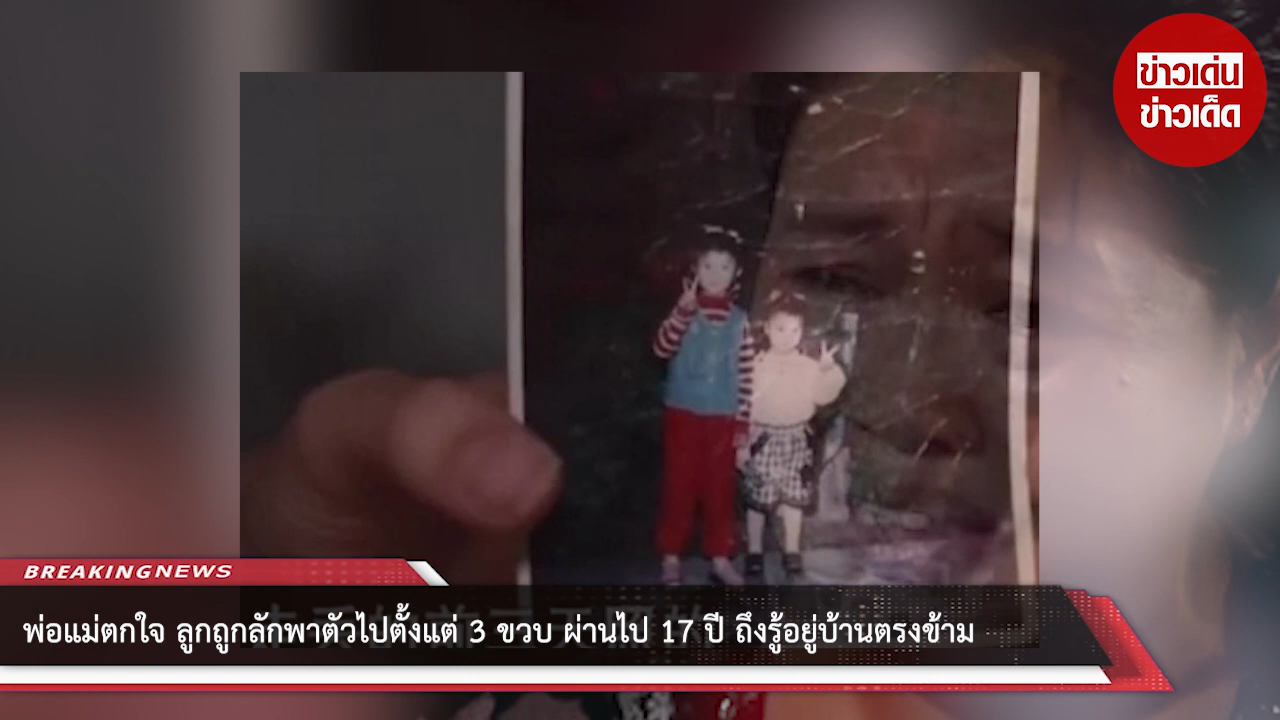 ข่าวเด่น
ข่าวเด็ด
BREAKINGNEWS
พ่อแม่ตกใจ ลูกถูกลักพาตัวไปตั้งแต่ 3 ขวบ ผ่านไป 17 ปี ถึงรู้อยู่บ้านตรงข้าม